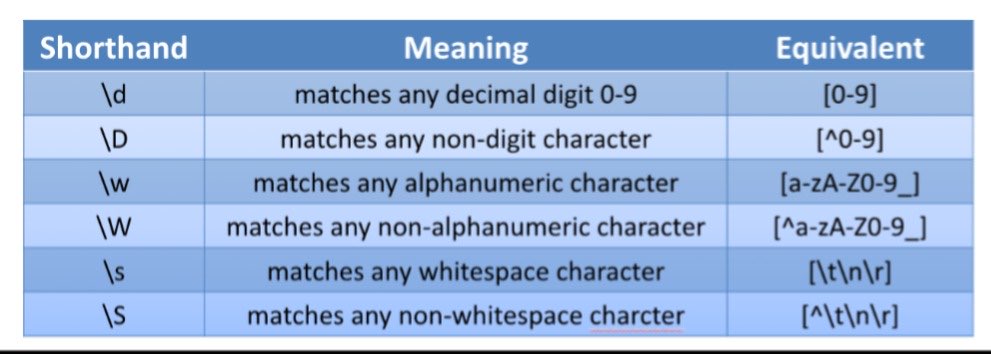 Shorthand Meaning Equivalent
\d matches any decimal digit 0-9 [0-9]
\D matches any non-digit character [^0-9]
\w matches any alphanumeric character [a-zA-Z0-9_]
\W matches any non-alphanumeric character [^a-zA-Z0-9_]
\s matches any whitespace character [\t\n\r]
\S matches any non-whitespace charcter [^\t\n\r]